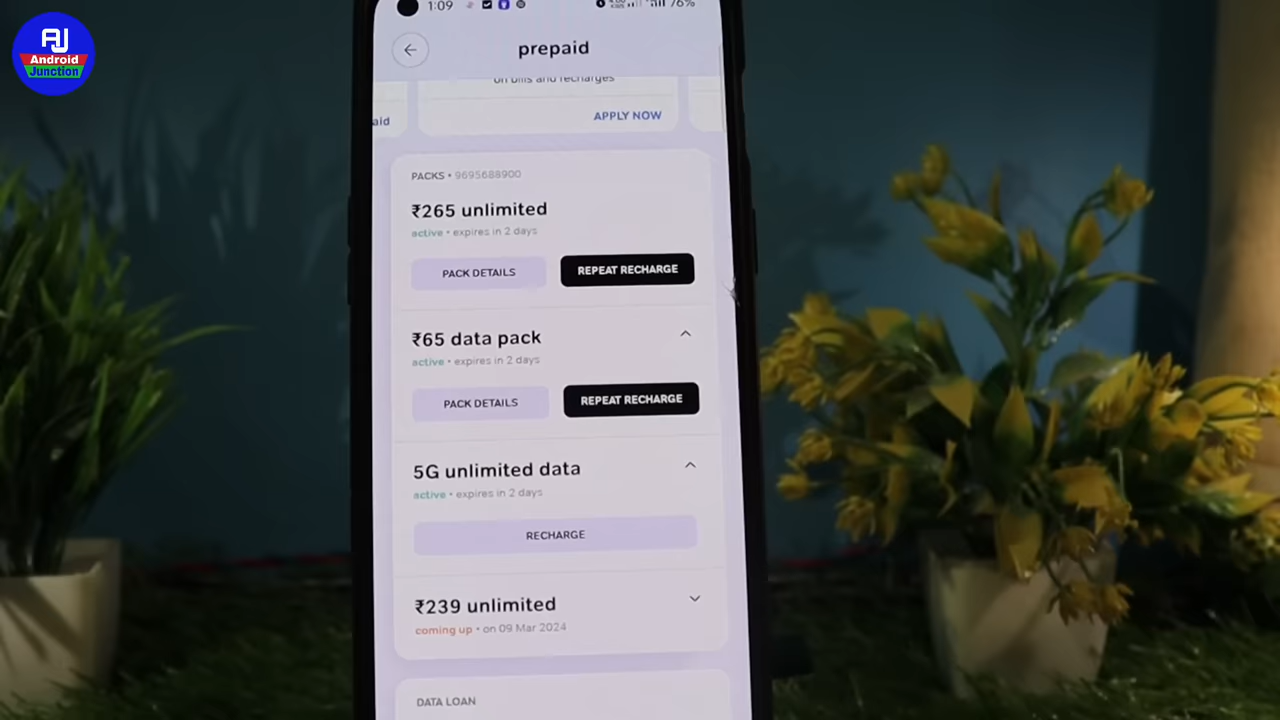 AJ
Android
Junction
1:09
76%
prepaid
on bills and recharges
aid
APPLY NOW
PACKS • 9695688900
₹265 unlimited
active • expires in 2 days
PACK DETAILS
REPEAT RECHARGE
₹65 data pack
active • expires in 2 days
PACK DETAILS
REPEAT RECHARGE
5G unlimited data
active • expires in 2 days
RECHARGE
₹239 unlimited
coming up • on 09 Mar 2024
DATA LOAN